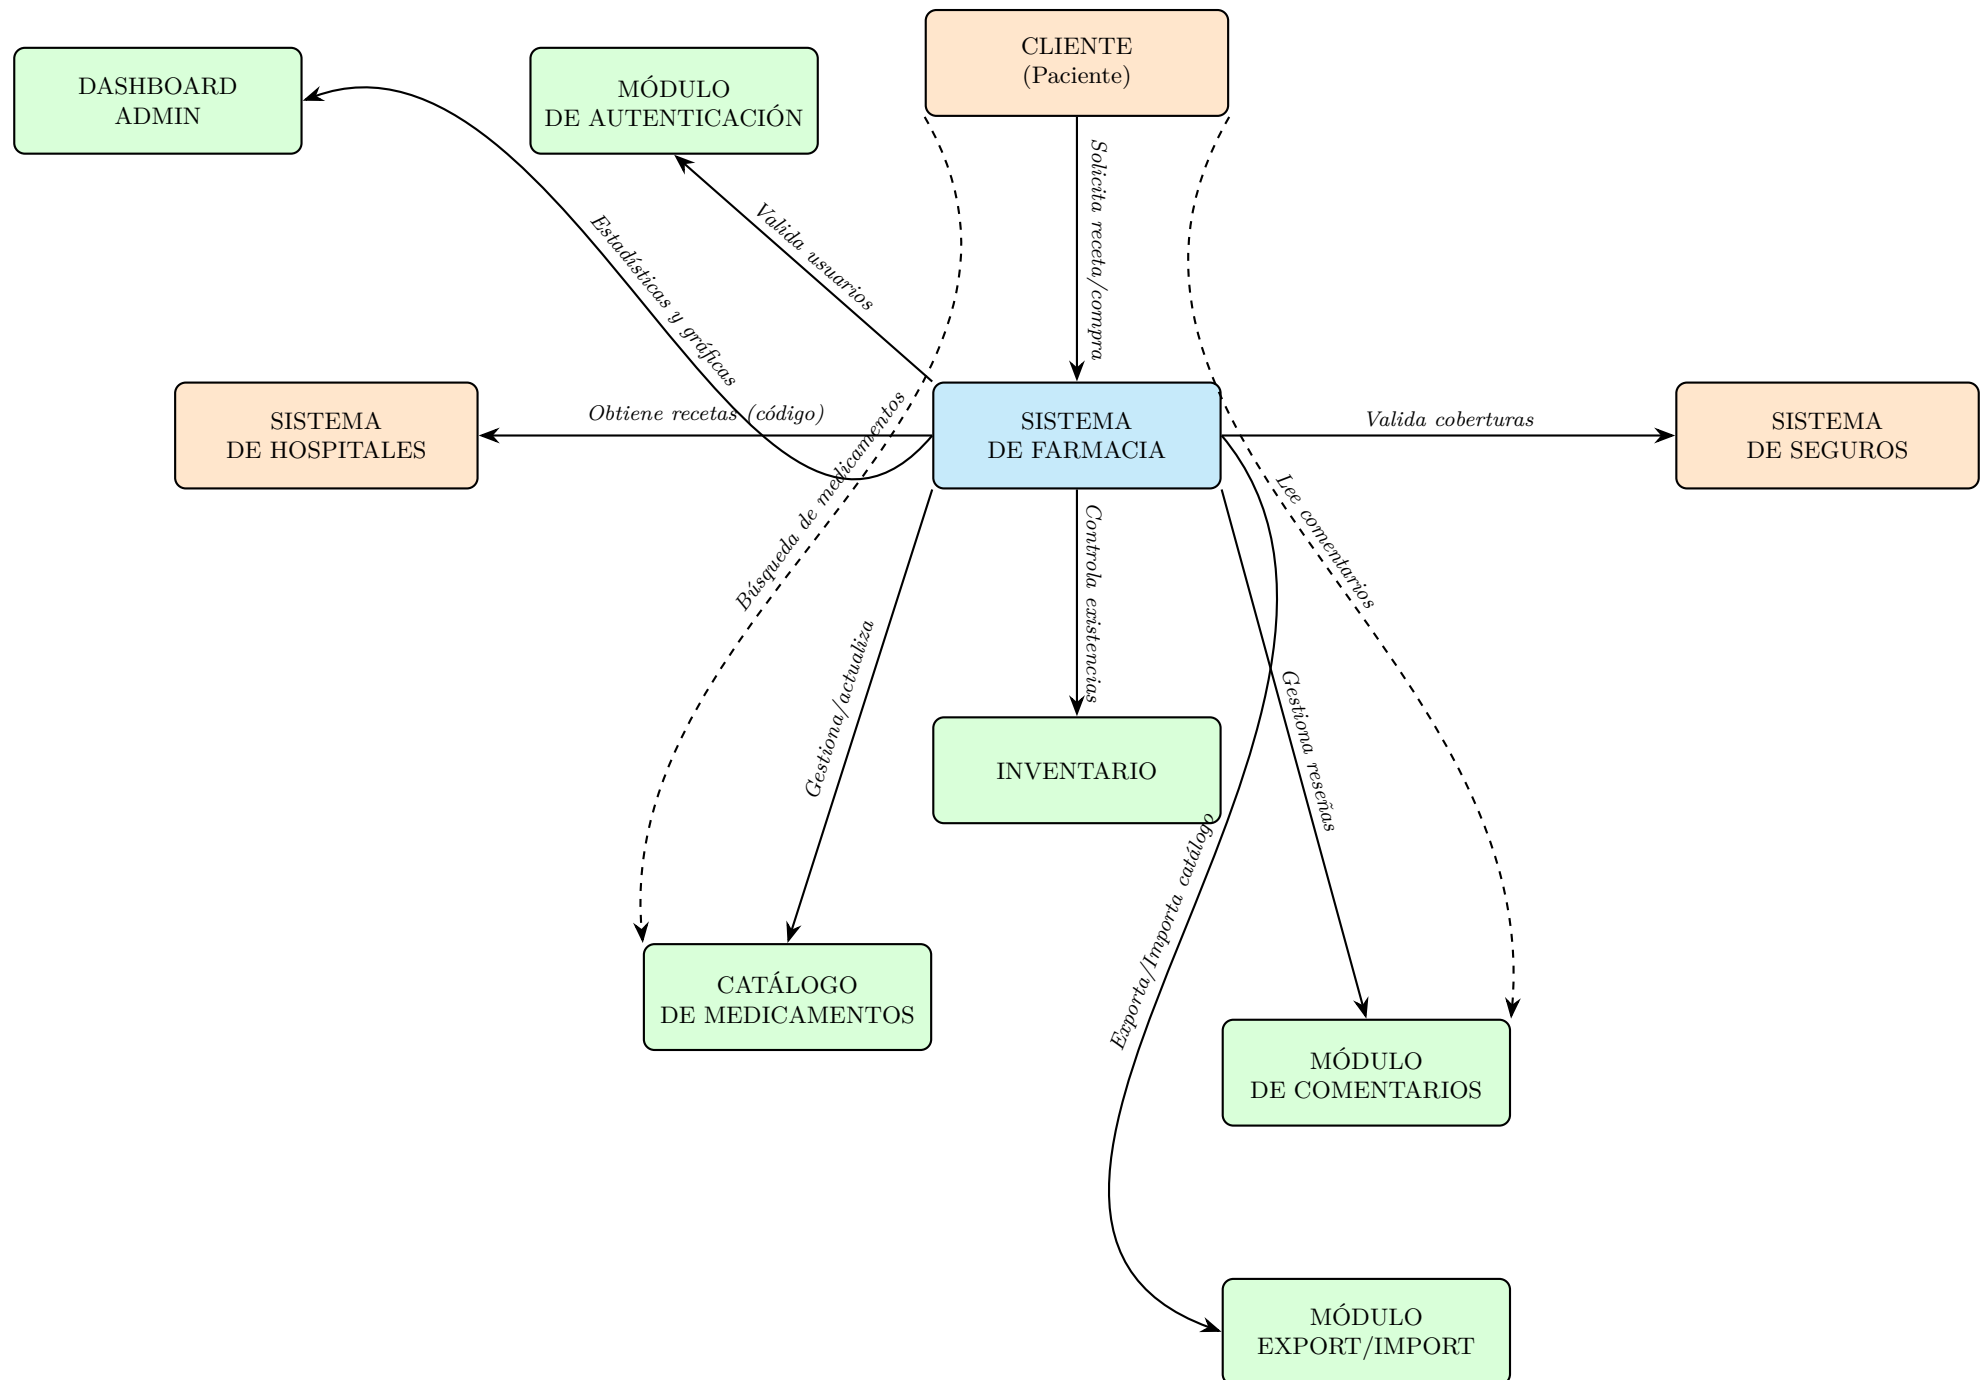 CLIENTE
(Paciente)
DASHBOARD
ADMIN
MÓDULO
DE AUTENTICACIÓN
Solicita receta/compra
Valida usuarios
Estadísticas y gráficas
SISTEMA
DE HOSPITALES
Obtiene recetas (código)
SISTEMA
DE FARMACIA
Valida coberturas
SISTEMA
DE SEGUROS
Búsqueda de medicamentos
Lee comentarios
Controla existencias
Gestiona/actualiza
Gestiona reseñas
INVENTARIO
Exporta/Importa catálogo
CATÁLOGO
DE MEDICAMENTOS
MÓDULO
DE COMENTARIOS
MÓDULO
EXPORT/IMPORT